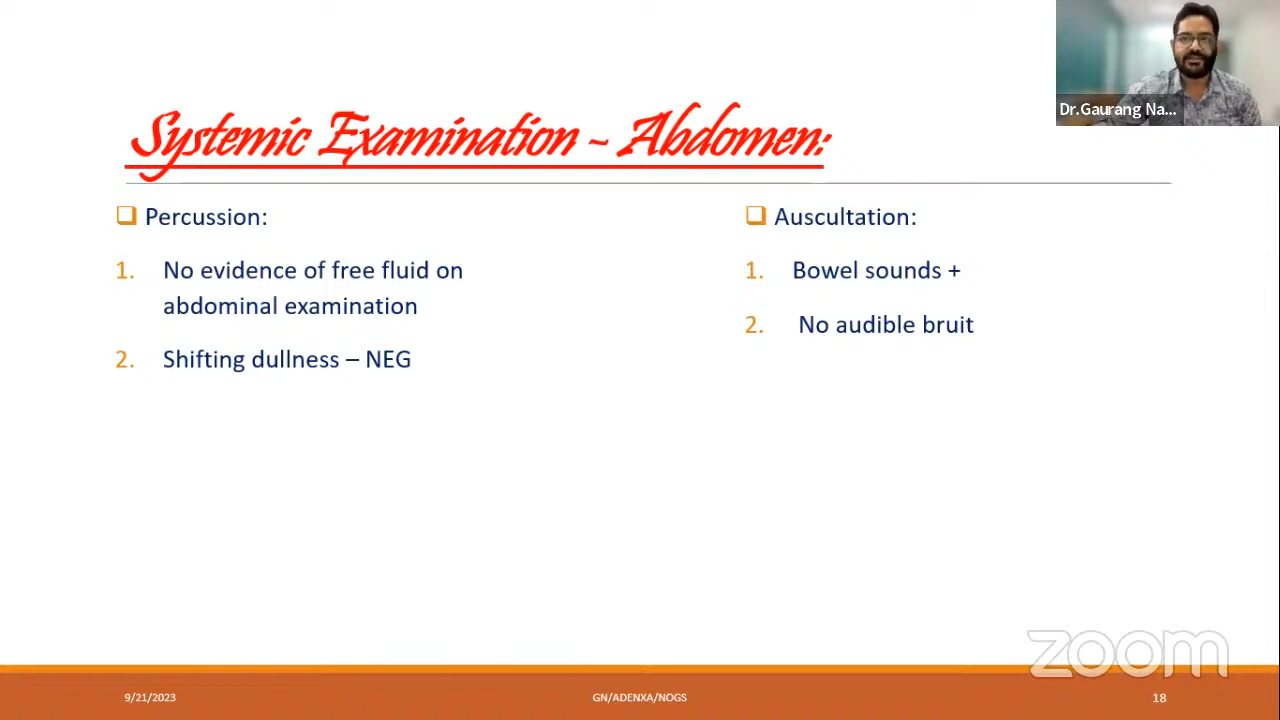 Dr.Gaurang Na...
Systemic Examination - Abdomen:
❑ Percussion:
1. No evidence of free fluid on
abdominal examination
2. Shifting dullness – NEG
❑ Auscultation:
1. Bowel sounds +
2. No audible bruit
zoom
9/21/2023
GN/ADENXA/NOGS
18